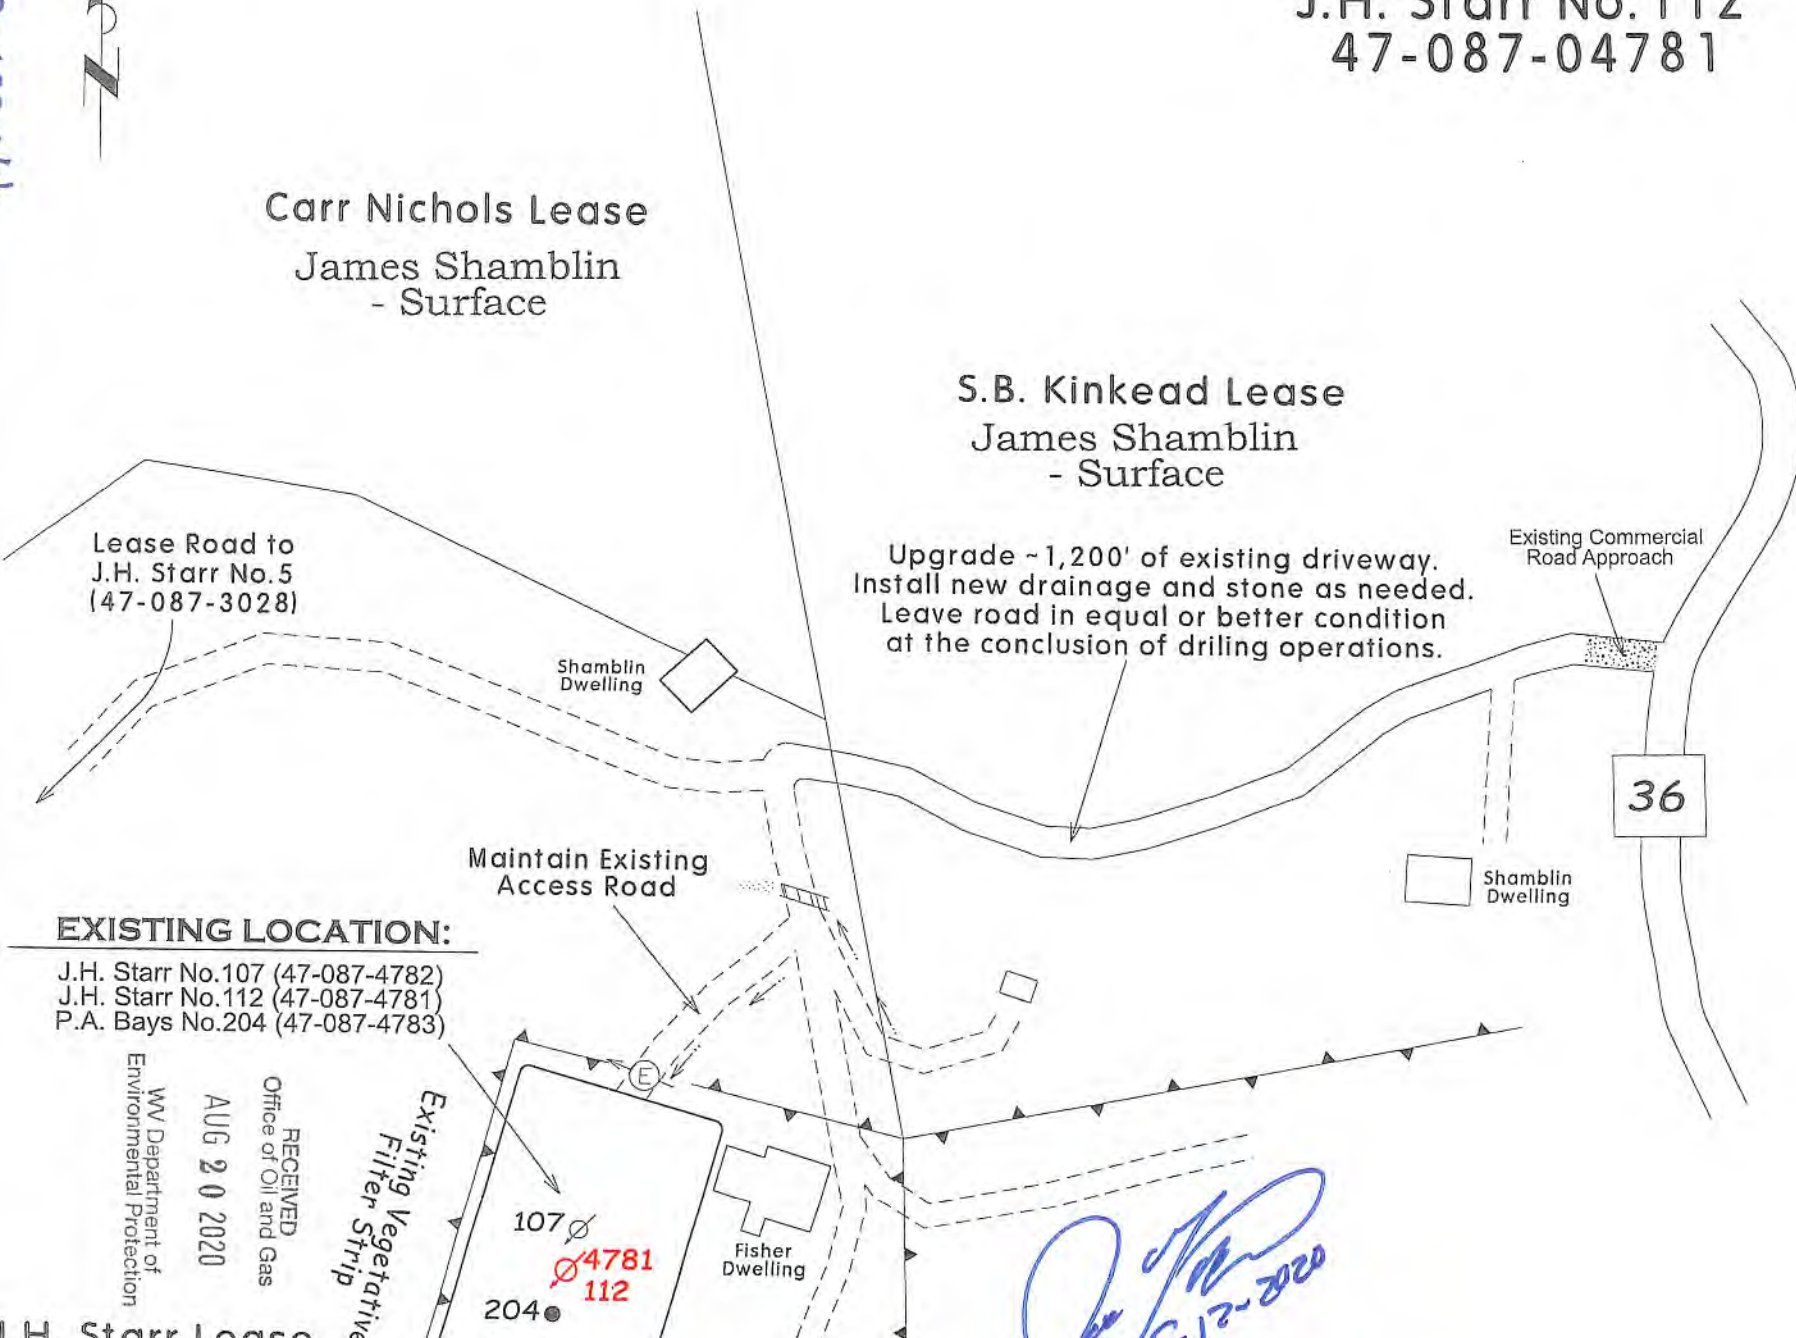 J.H. Starr No.112
47-087-04781
Carr Nichols Lease
James Shamblin
- Surface
S.B. Kinkead Lease
James Shamblin
- Surface
Lease Road to
J.H. Starr No.5
(47-087-3028)
Upgrade ~1,200' of existing driveway.
Install new drainage and stone as needed.
Leave road in equal or better condition
at the conclusion of driling operations.
Existing Commercial
Road Approach
Shamblin
Dwelling
36
Maintain Existing
Access Road
Shamblin
Dwelling
EXISTING LOCATION:
J.H. Starr No.107 (47-087-4782)
J.H. Starr No.112 (47-087-4781)
P.A. Bays No.204 (47-087-4783)
E
RECEIVED
Office of Oil and Gas
AUG 20 2020
WV Department of
Environmental Protection
Existing Vegetative
Filter Strip
107
4781
112
204
Fisher
Dwelling
Starr Lease